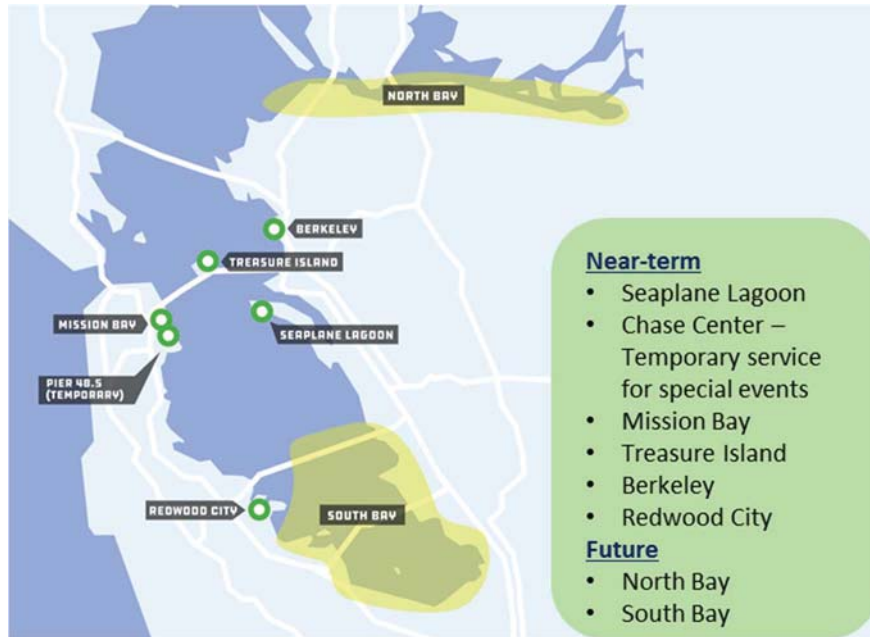 NORTH BAY
BERKELEY
TREASURE ISLAND
MISSION BAY
SEAPLANE LAGOON
PIER 48.5
(TEMPORARY)
REDWOOD CITY
SOUTH BAY
Near-term
• Seaplane Lagoon
• Chase Center –
Temporary service
for special events
• Mission Bay
• Treasure Island
• Berkeley
• Redwood City
Future
• North Bay
• South Bay